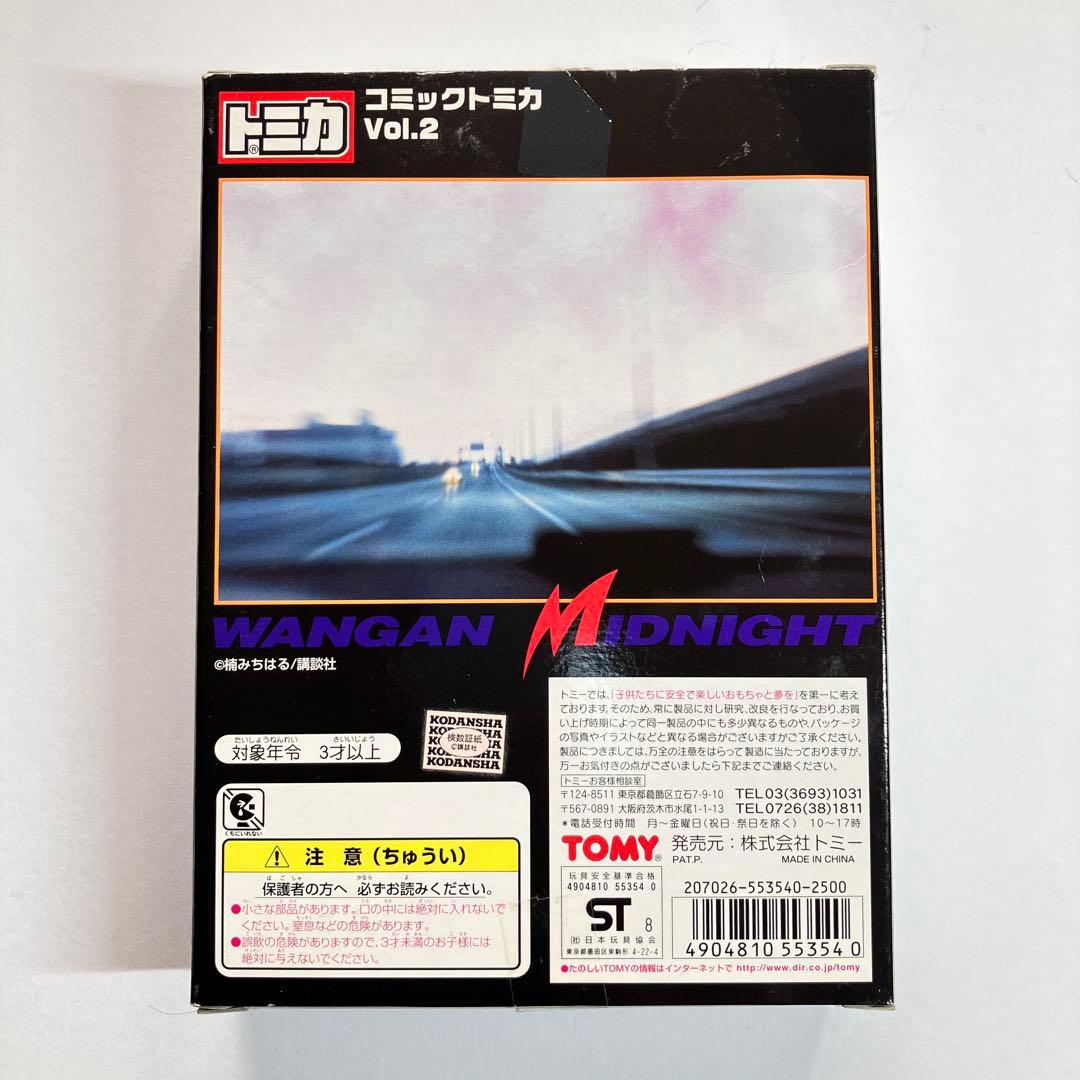 トミカ®
コミックトミカ
Vol.2
WANGAN MIDNIGHT
©楠みちはる/講談社
対象年令 3才以上
たいしょうねんれい さいいじょう
KODANSHA
検数証紙
©講談社
KODANSHA
くちにいれない
注 意(ちゅうい)
保護者の方へ 必ずお読みください。
●小さな部品があります。口の中には絶対に入れないで
ください。窒息などの危険があります。
●誤飲の危険がありますので、3才未満のお子様には
絶対に与えないでください。
トミーでは、「子供たちに安全で楽しいおもちゃと夢を」を第一に考え
ております。そのため、常に製品に対し研究、改良を行なっており、お買
い上げ時期によって同一製品の中にも多少異なるものや、パッケージ
の写真やイラストなどと異なる場合がございますがご了承ください。
製品につきましては、万全の注意をはらって製造に当たっておりますが、
万一お気付きの点がございましたら下記までご連絡ください。
トミーお客様相談室
〒124-8511 東京都葛飾区立石7-9-10 TEL03(3693)1031
〒567-0891 大阪府茨木市水尾1-1-13 TEL0726(38)1811
*電話受付時間 月〜金曜日(祝日・祭日を除く) 10〜17時
TOMY® 発売元:株式会社トミー
PAT.P. MADE IN CHINA
玩具安全基準合格
4904810 55354 0
ST 8
(社)日本玩具協会
東京都墨田区東駒形 4-22-4
207026-553540-2500
4904810 553540
●たのしいTOMYの情報はインターネットで http://www.dir.co.jp/tomy